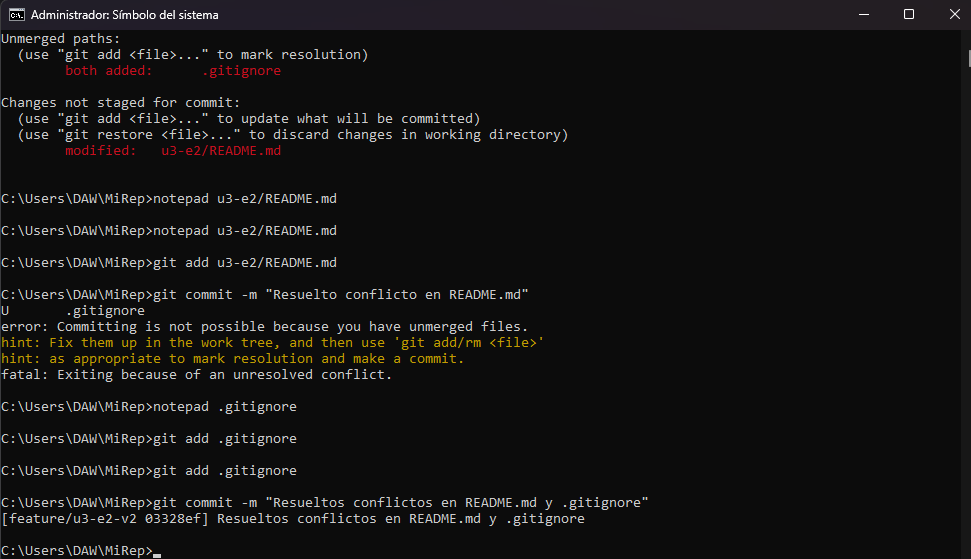 Administrador: Símbolo del sistema
Unmerged paths:
  (use "git add <file>..." to mark resolution)
        both added:      .gitignore
Changes not staged for commit:
  (use "git add <file>..." to update what will be committed)
  (use "git restore <file>..." to discard changes in working directory)
        modified:   u3-e2/README.md
C:\Users\DAW\MiRep>notepad u3-e2/README.md
C:\Users\DAW\MiRep>notepad u3-e2/README.md
C:\Users\DAW\MiRep>git add u3-e2/README.md
C:\Users\DAW\MiRep>git commit -m "Resuelto conflicto en README.md"
U       .gitignore
error: Committing is not possible because you have unmerged files.
hint: Fix them up in the work tree, and then use 'git add/rm <file>'
hint: as appropriate to mark resolution and make a commit.
fatal: Exiting because of an unresolved conflict.
C:\Users\DAW\MiRep>notepad .gitignore
C:\Users\DAW\MiRep>git add .gitignore
C:\Users\DAW\MiRep>git add .gitignore
C:\Users\DAW\MiRep>git commit -m "Resueltos conflictos en README.md y .gitignore"
[feature/u3-e2-v2 03328ef] Resueltos conflictos en README.md y .gitignore
C:\Users\DAW\MiRep>